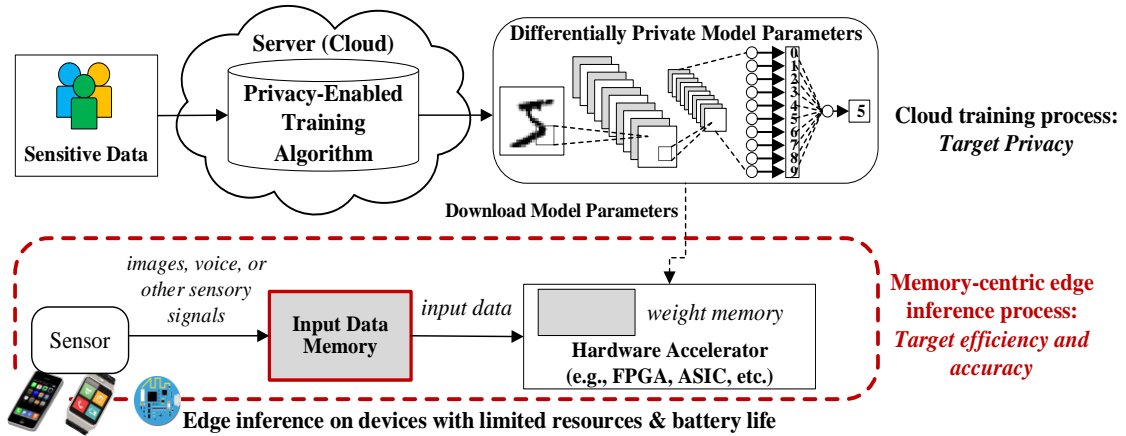 Server (Cloud)
Privacy-Enabled
Training
Algorithm
Sensitive Data
Differentially Private Model Parameters
0
1
2
3
4
5
6
7
8
9
5
5
Cloud training process:
Target Privacy
Download Model Parameters
images, voice, or
other sensory
signals
Sensor
Input Data
Memory
input data
weight memory
Hardware Accelerator
(e.g., FPGA, ASIC, etc.)
Memory-centric edge
inference process:
Target efficiency and
accuracy
Edge inference on devices with limited resources & battery life